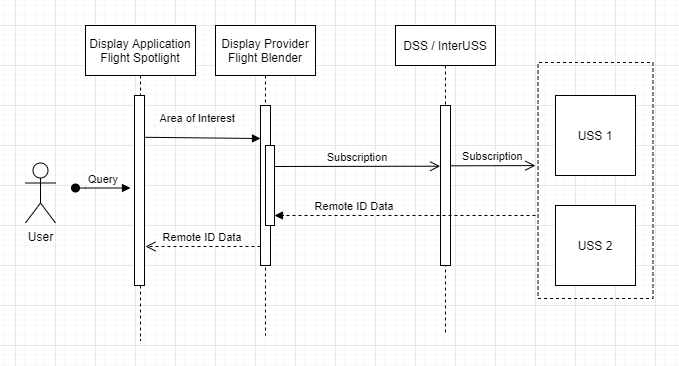 Display Application
Flight Spotlight
Display Provider
Flight Blender
DSS / InterUSS
Area of Interest
USS 1
Subscription
Subscription
Query
Remote ID Data
Remote ID Data
User
USS 2